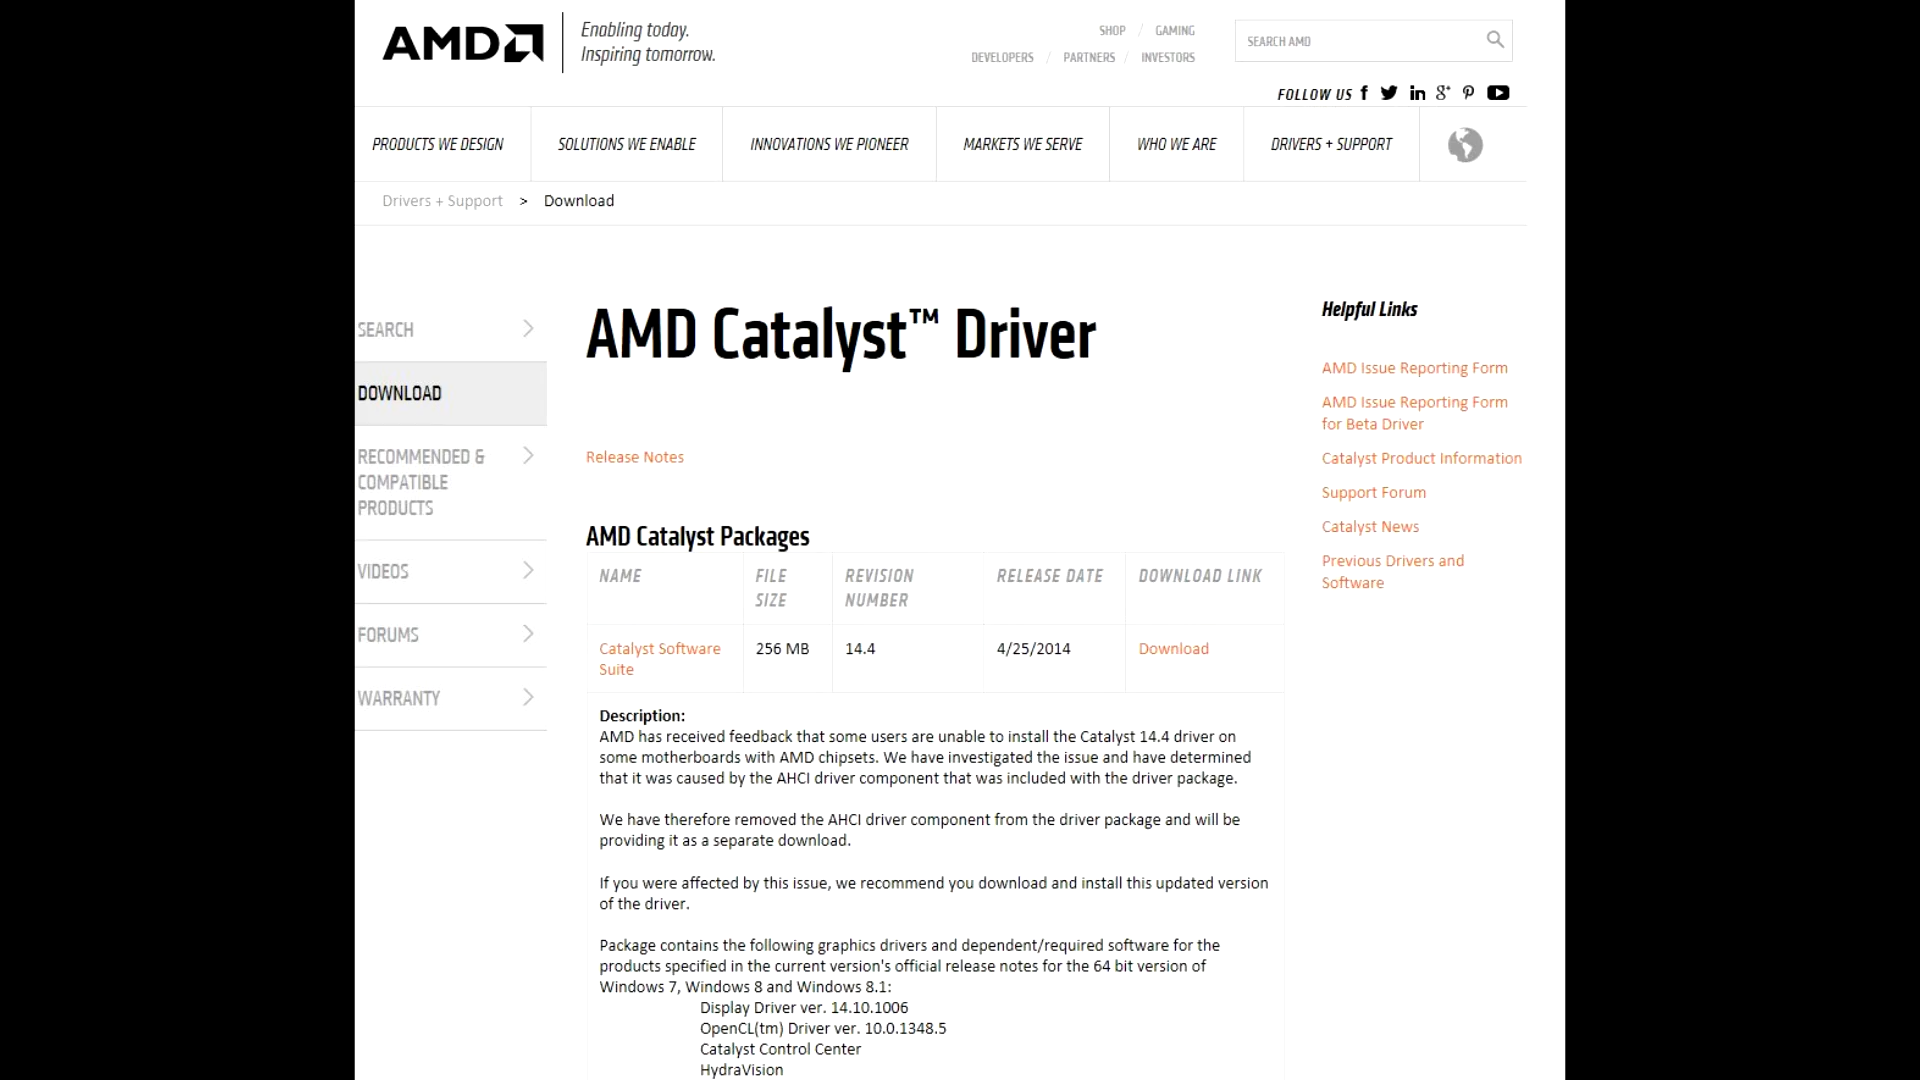 AMD
Enabling today.
Inspiring tomorrow.
SHOP / GAMING
DEVELOPERS / PARTNERS / INVESTORS
SEARCH AMD
FOLLOW US
PRODUCTS WE DESIGN
SOLUTIONS WE ENABLE
INNOVATIONS WE PIONEER
MARKETS WE SERVE
WHO WE ARE
DRIVERS + SUPPORT
Drivers + Support > Download
SEARCH
DOWNLOAD
RECOMMENDED &
COMPATIBLE
PRODUCTS
VIDEOS
FORUMS
WARRANTY
AMD Catalyst™ Driver
Release Notes
AMD Catalyst Packages
NAME
FILE
SIZE
REVISION
NUMBER
RELEASE DATE
DOWNLOAD LINK
Catalyst Software
Suite
256 MB
14.4
4/25/2014
Download
Description:
AMD has received feedback that some users are unable to install the Catalyst 14.4 driver on
some motherboards with AMD chipsets. We have investigated the issue and have determined
that it was caused by the AHCI driver component that was included with the driver package.
We have therefore removed the AHCI driver component from the driver package and will be
providing it as a separate download.
If you were affected by this issue, we recommend you download and install this updated version
of the driver.
Package contains the following graphics drivers and dependent/required software for the
products specified in the current version's official release notes for the 64 bit version of
Windows 7, Windows 8 and Windows 8.1:
Display Driver ver. 14.10.1006
OpenCL(tm) Driver ver. 10.0.1348.5
Catalyst Control Center
HydraVision
Helpful Links
AMD Issue Reporting Form
AMD Issue Reporting Form
for Beta Driver
Catalyst Product Information
Support Forum
Catalyst News
Previous Drivers and
Software